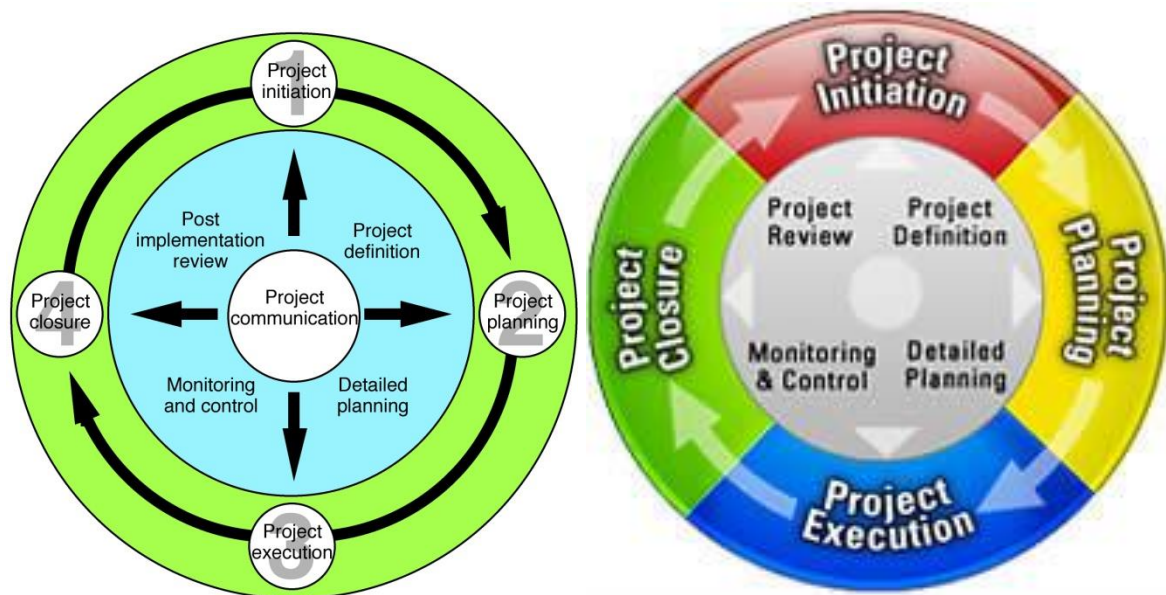 1
Project
initiation
Post
implementation
review
Project
definition
4
Project
closure
Project
communication
2
Project
planning
Monitoring
and control
Detailed
planning
3
Project
execution
Project
Initiation
Project
Review
Project
Definition
Project
Closure
Project
Planning
Monitoring
& Control
Detailed
Planning
Project
Execution